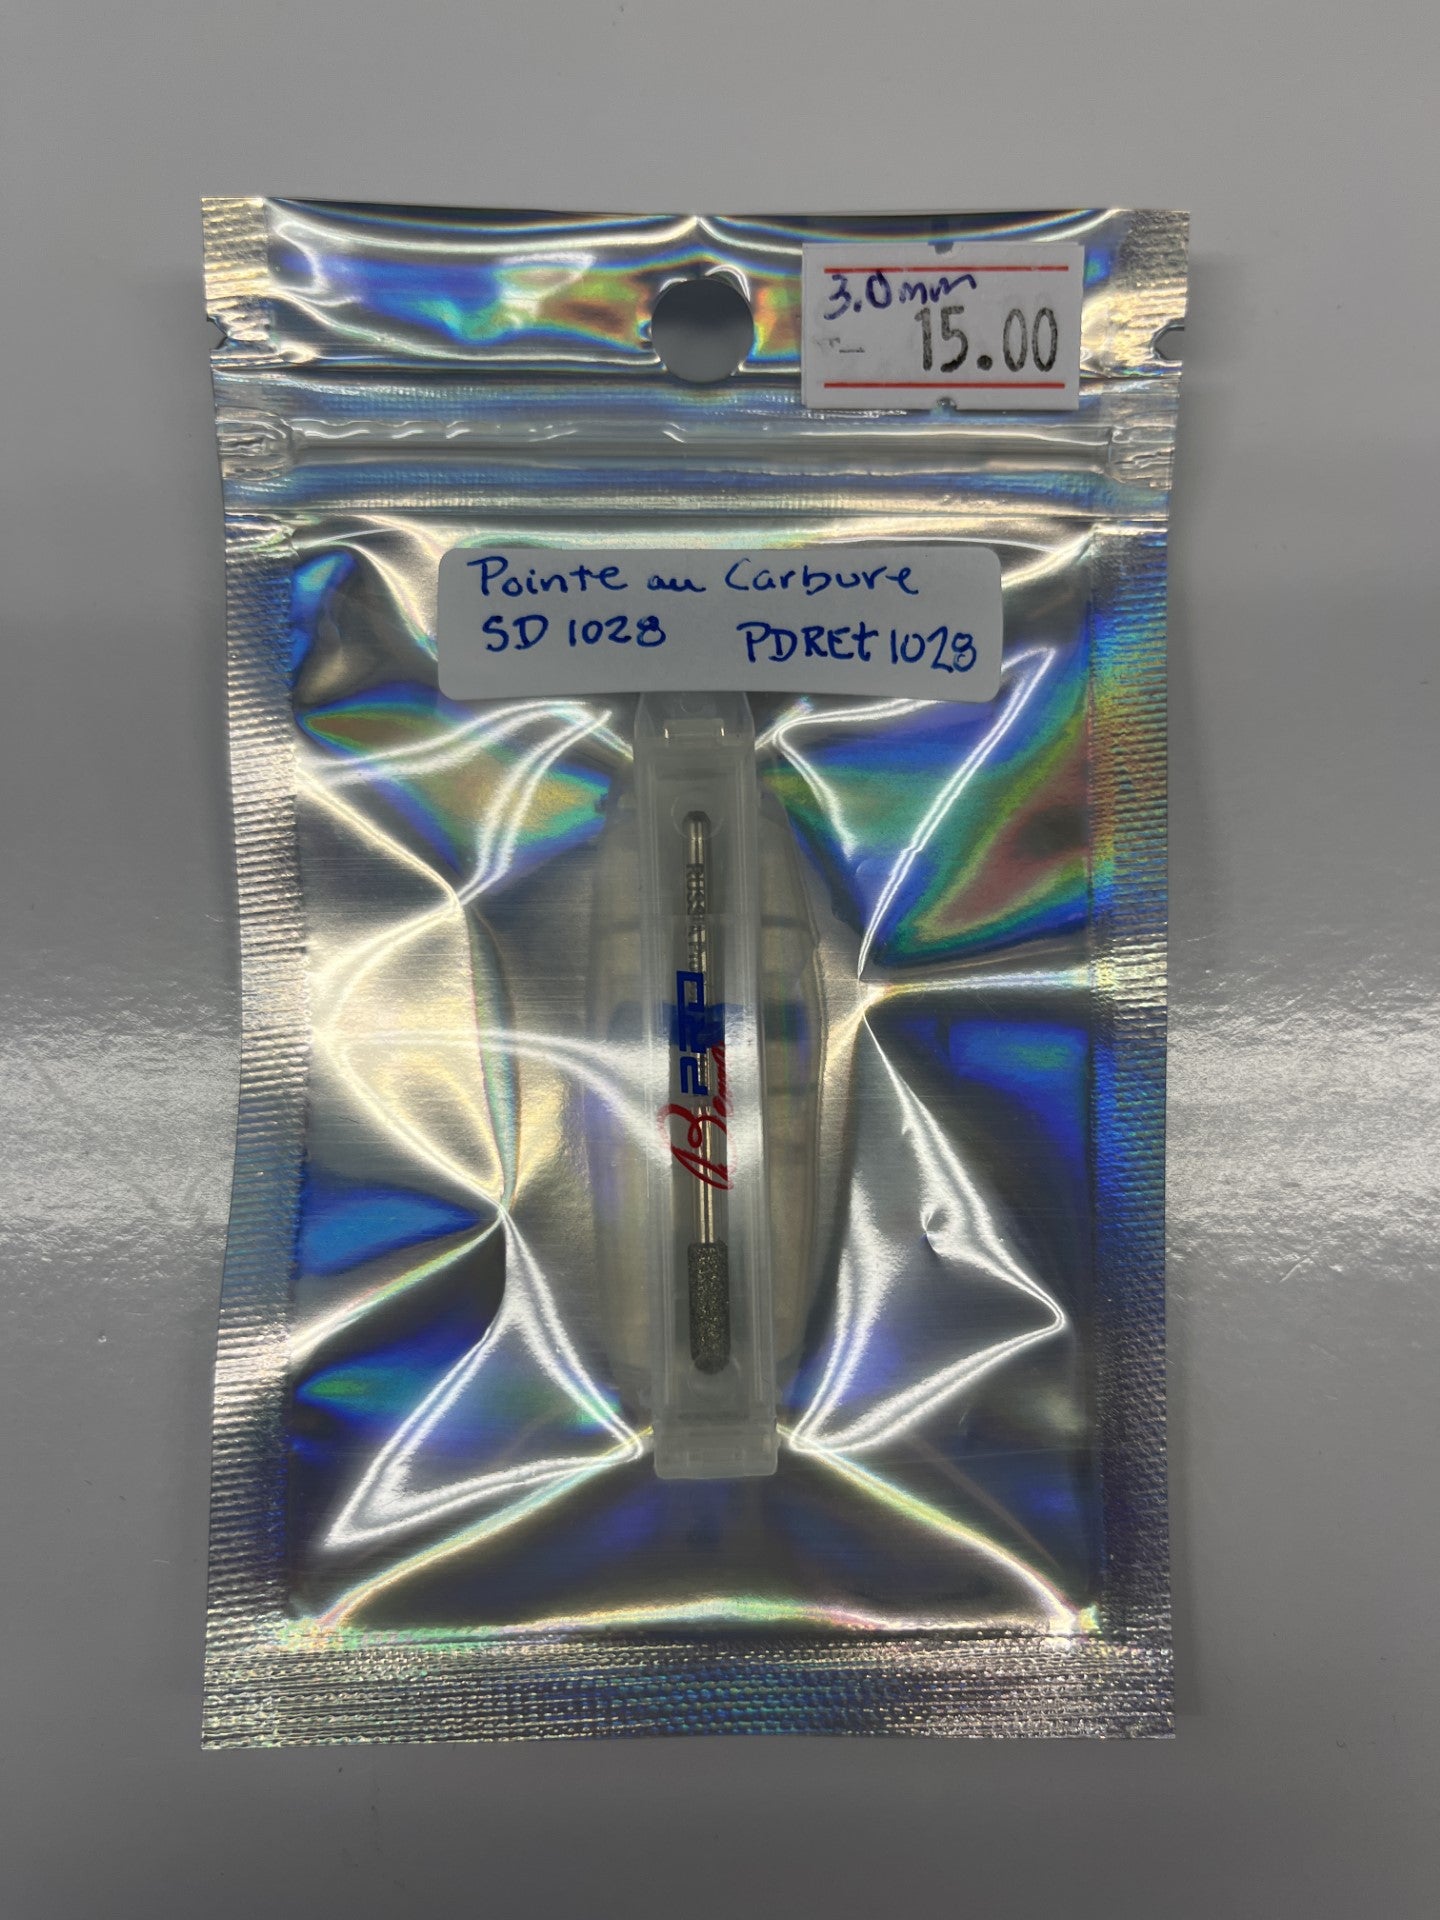 3.0mm
15.00
Pointe au Carbure
SD 1028 PDREt 1028
PRO